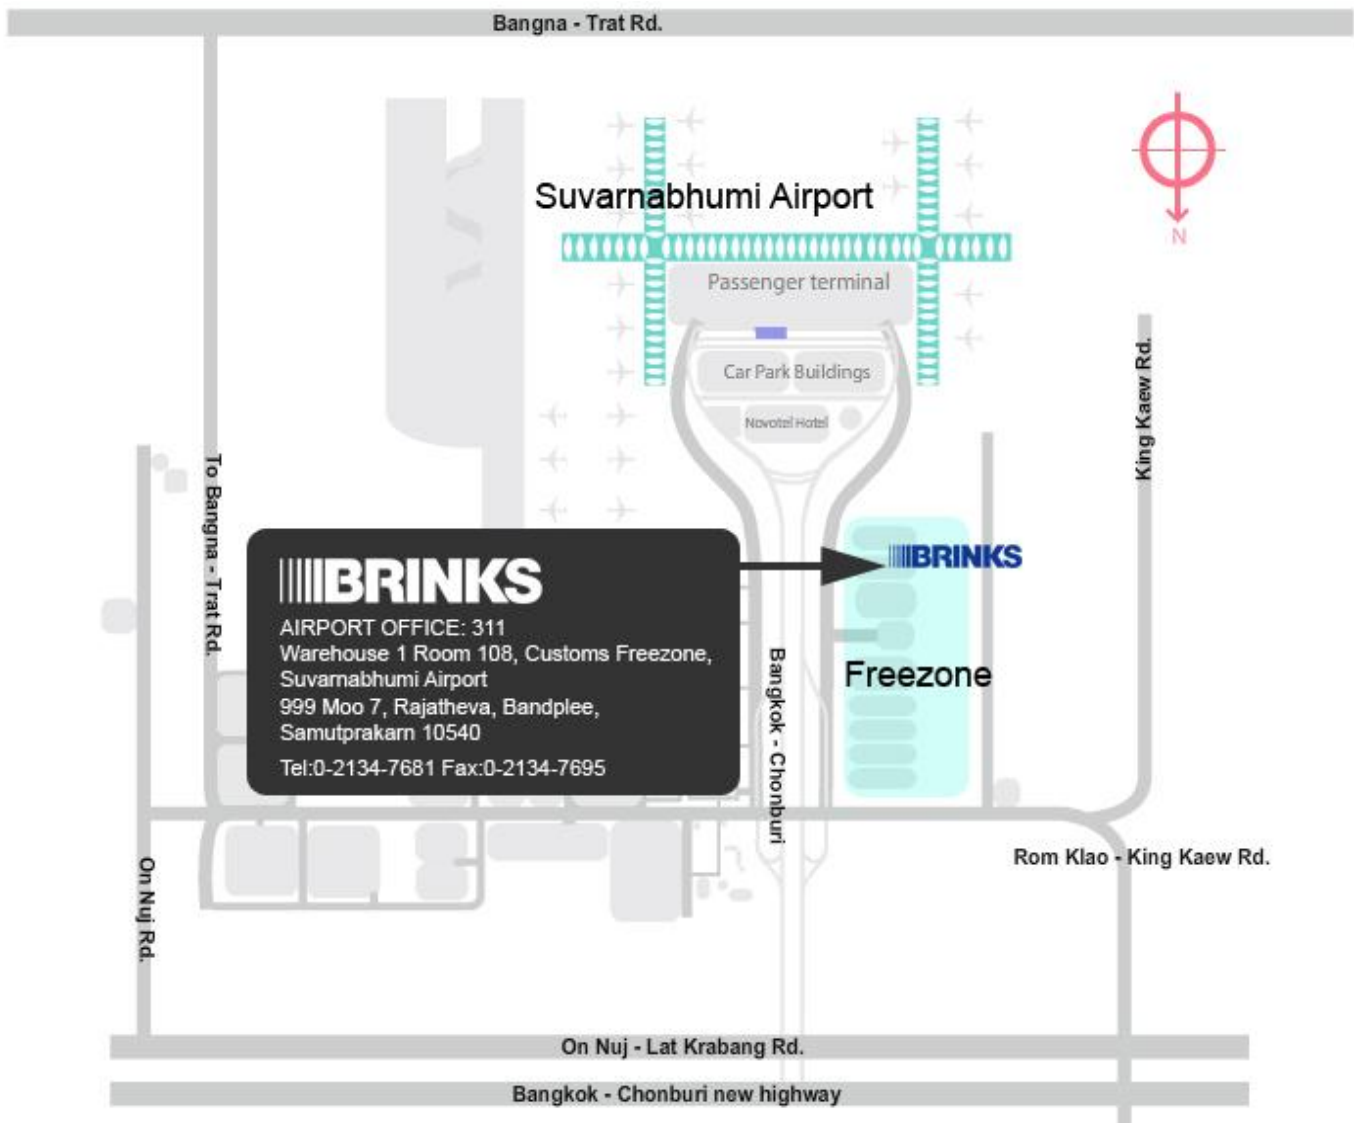 Bangna - Trat Rd.
Suvarnabhumi Airport
N
Passenger terminal
Car Park Buildings
Novotel Hotel
King Kaew Rd.
To Bangna - Trat Rd.
BRINKS
AIRPORT OFFICE: 311
Warehouse 1 Room 108, Customs Freezone,
Suvarnabhumi Airport
999 Moo 7, Rajatheva, Bandplee,
Samutprakarn 10540
Tel:0-2134-7681 Fax:0-2134-7695
BRINKS
Freezone
Bangkok - Chonburi
On Nuj Rd.
Rom Klao - King Kaew Rd.
On Nuj - Lat Krabang Rd.
Bangkok - Chonburi new highway